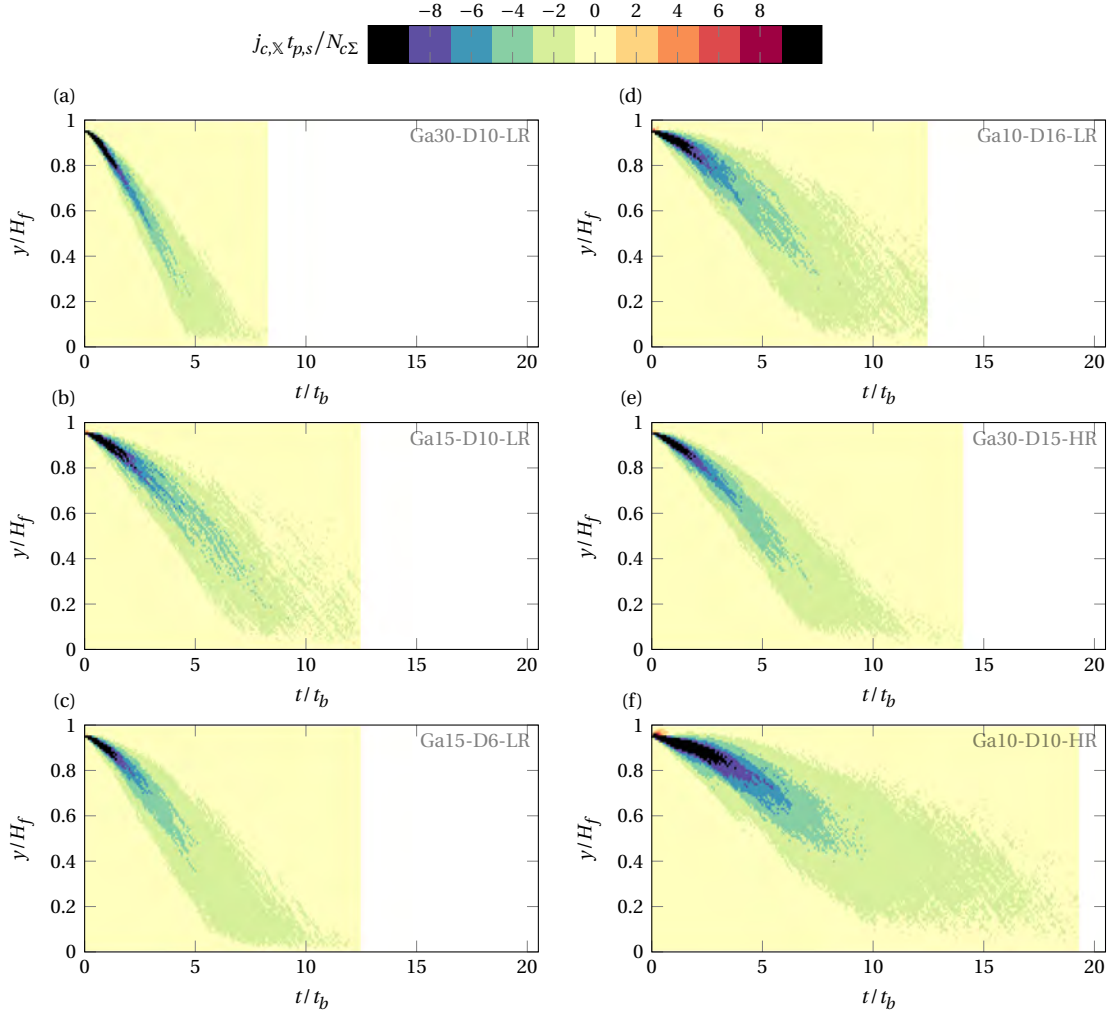 −8 −6 −4 −2 0 2 4 6 8
j_{c,𝕏} t_{p,s}/N_{cΣ}
(a)
Ga30-D10-LR
1
0.8
0.6
0.4
0.2
0
y/H_f
0 5 10 15 20
t/t_b
(d)
Ga10-D16-LR
1
0.8
0.6
0.4
0.2
0
y/H_f
0 5 10 15 20
t/t_b
(b)
Ga15-D10-LR
1
0.8
0.6
0.4
0.2
0
y/H_f
0 5 10 15 20
t/t_b
(e)
Ga30-D15-HR
1
0.8
0.6
0.4
0.2
0
y/H_f
0 5 10 15 20
t/t_b
(c)
Ga15-D6-LR
1
0.8
0.6
0.4
0.2
0
y/H_f
0 5 10 15 20
t/t_b
(f)
Ga10-D10-HR
1
0.8
0.6
0.4
0.2
0
y/H_f
0 5 10 15 20
t/t_b